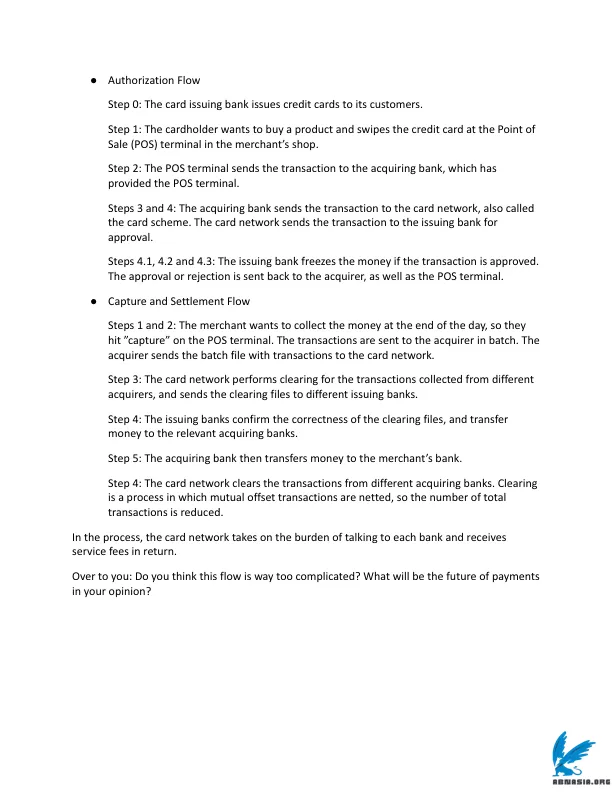 ● Authorization Flow
Step 0: The card issuing bank issues credit cards to its customers.
Step 1: The cardholder wants to buy a product and swipes the credit card at the Point of
Sale (POS) terminal in the merchant’s shop.
Step 2: The POS terminal sends the transaction to the acquiring bank, which has
provided the POS terminal.
Steps 3 and 4: The acquiring bank sends the transaction to the card network, also called
the card scheme. The card network sends the transaction to the issuing bank for
approval.
Steps 4.1, 4.2 and 4.3: The issuing bank freezes the money if the transaction is approved.
The approval or rejection is sent back to the acquirer, as well as the POS terminal.
● Capture and Settlement Flow
Steps 1 and 2: The merchant wants to collect the money at the end of the day, so they
hit ”capture” on the POS terminal. The transactions are sent to the acquirer in batch. The
acquirer sends the batch file with transactions to the card network.
Step 3: The card network performs clearing for the transactions collected from different
acquirers, and sends the clearing files to different issuing banks.
Step 4: The issuing banks confirm the correctness of the clearing files, and transfer
money to the relevant acquiring banks.
Step 5: The acquiring bank then transfers money to the merchant’s bank.
Step 4: The card network clears the transactions from different acquiring banks. Clearing
is a process in which mutual offset transactions are netted, so the number of total
transactions is reduced.
In the process, the card network takes on the burden of talking to each bank and receives
service fees in return.
Over to you: Do you think this flow is way too complicated? What will be the future of payments
in your opinion?
ABNASIA.ORG